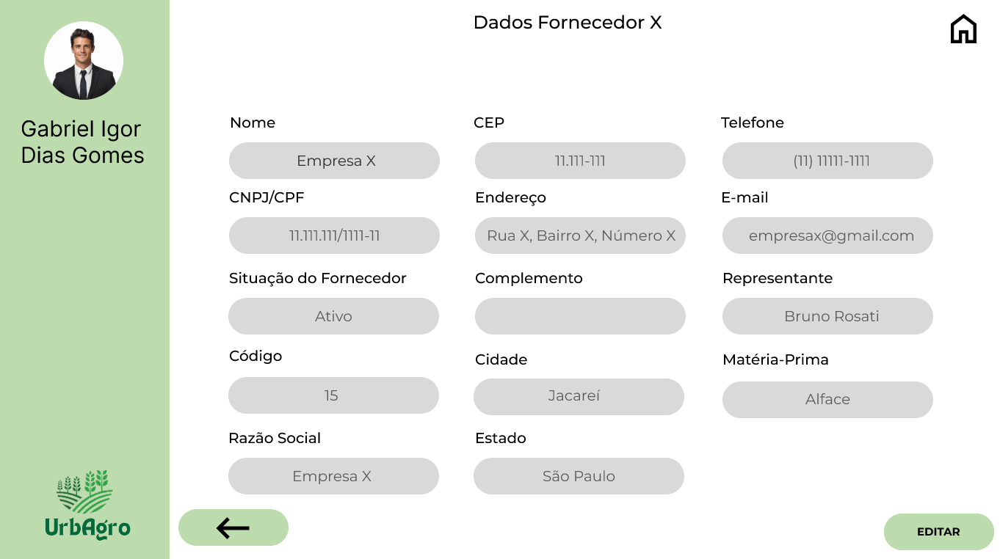 Dados Fornecedor X
Gabriel Igor
Dias Gomes
Nome
CEP
Telefone
Empresa X
11.111-111
(11) 11111-1111
CNPJ/CPF
Endereço
E-mail
11.111.111/1111-11
Rua X, Bairro X, Número X
empresax@gmail.com
Situação do Fornecedor
Complemento
Representante
Ativo
Bruno Rosati
Código
Cidade
Matéria-Prima
15
Jacareí
Alface
Razão Social
Estado
Empresa X
São Paulo
UrbAgro
EDITAR